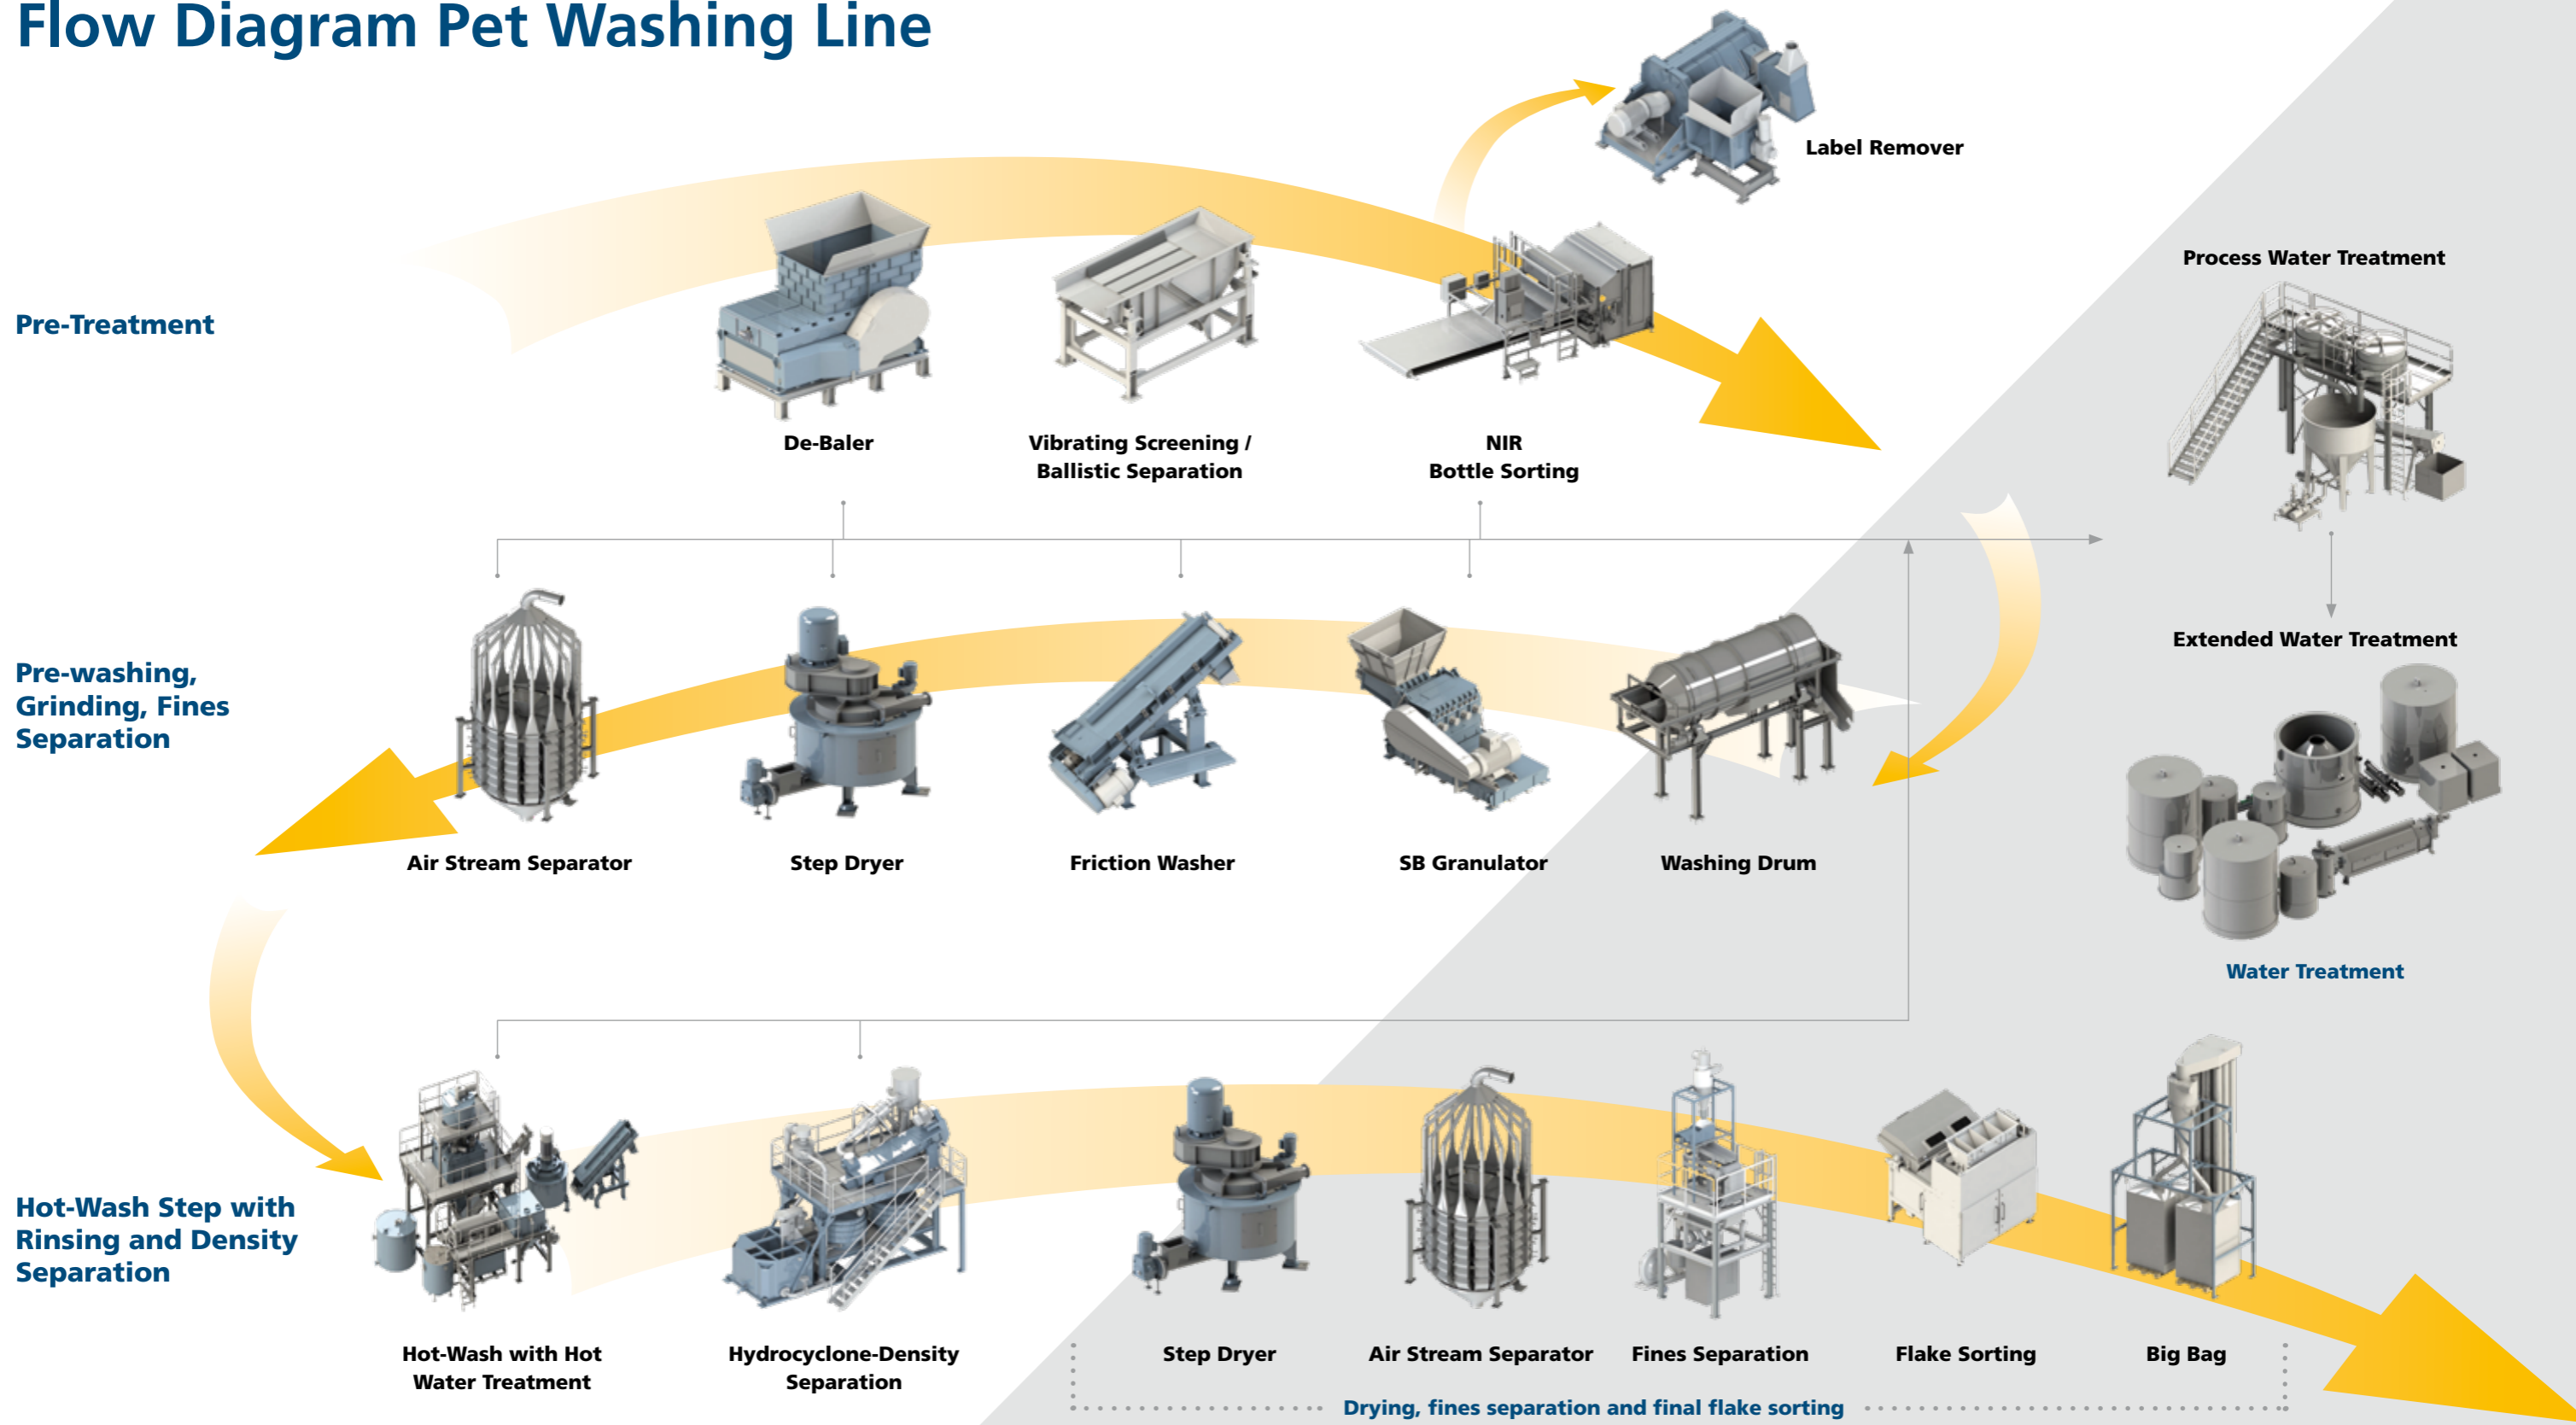 Flow Diagram Pet Washing Line
Label Remover
Pre-Treatment
De-Baler
Vibrating Screening /
Ballistic Separation
NIR
Bottle Sorting
Process Water Treatment
Extended Water Treatment
Water Treatment
Pre-washing,
Grinding, Fines
Separation
Air Stream Separator
Step Dryer
Friction Washer
SB Granulator
Washing Drum
Hot-Wash Step with
Rinsing and Density
Separation
Hot-Wash with Hot
Water Treatment
Hydrocyclone-Density
Separation
Step Dryer
Air Stream Separator
Fines Separation
Flake Sorting
Big Bag
Drying, fines separation and final flake sorting